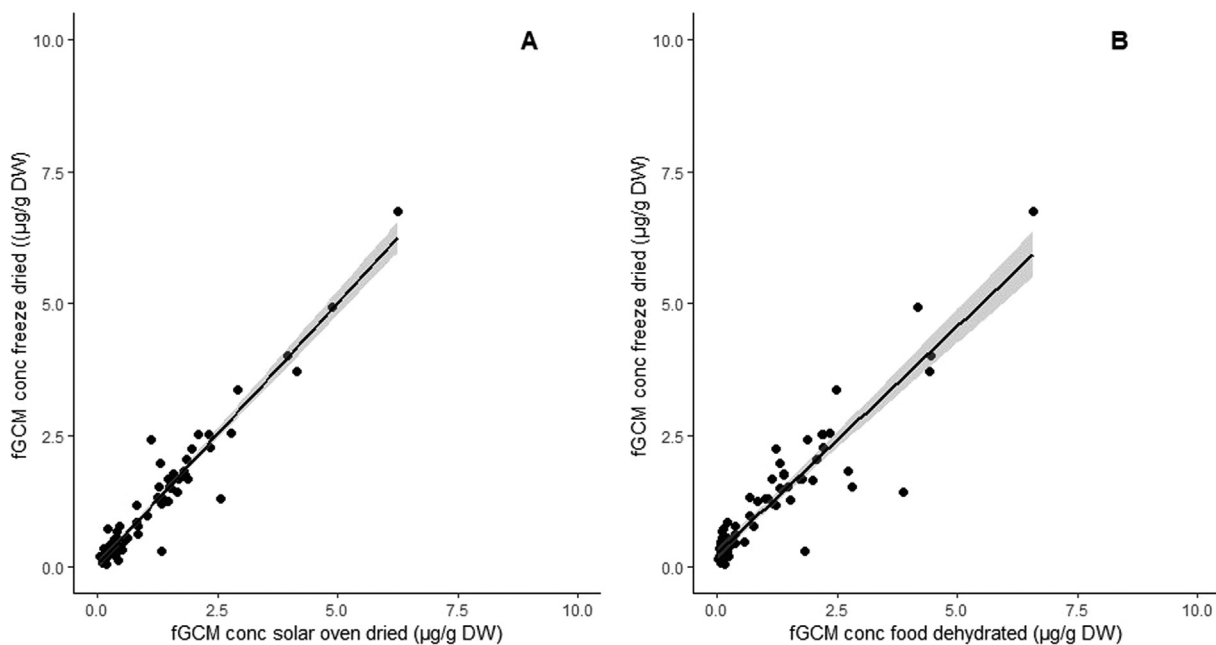 A
10.0
7.5
5.0
2.5
0.0
fGCM conc freeze dried ((µg/g DW)
0.0 2.5 5.0 7.5 10.0
fGCM conc solar oven dried (µg/g DW)
B
10.0
7.5
5.0
2.5
0.0
fGCM conc freeze dried (µg/g DW)
0.0 2.5 5.0 7.5 10.0
fGCM conc food dehydrated (µg/g DW)